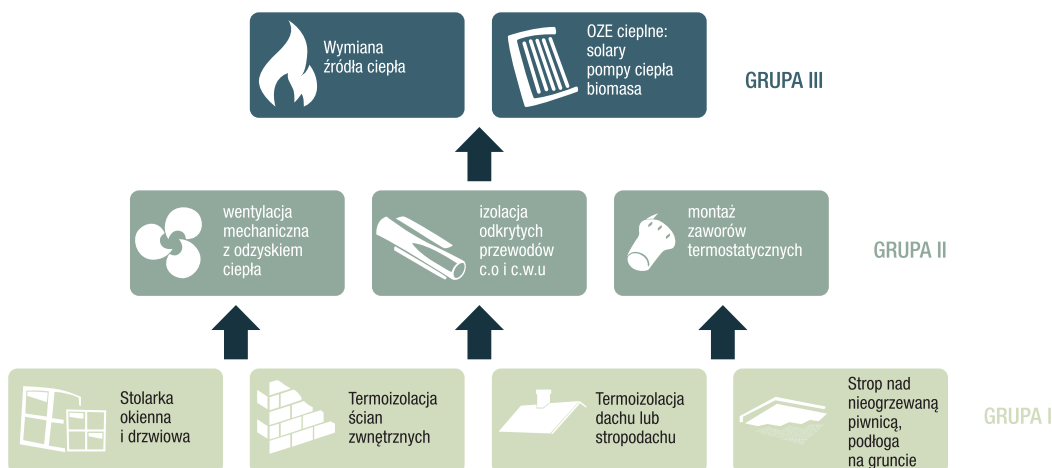 Wymiana
źródła ciepła
OZE cieplne:
solary
pompy ciepła
biomasa
GRUPA III
wentylacja
mechaniczna
z odzyskiem
ciepła
izolacja
odkrytych
przewodów
c.o i c.w.u
montaż
zaworów
termostatycznych
GRUPA II
Stolarka
okienna
i drzwiowa
Termoizolacja
ścian
zwnętrznych
Termoizolacja
dachu lub
stropodachu
Strop nad
nieogrzewaną
piwnicą,
podłoga
na gruncie
GRUPA I